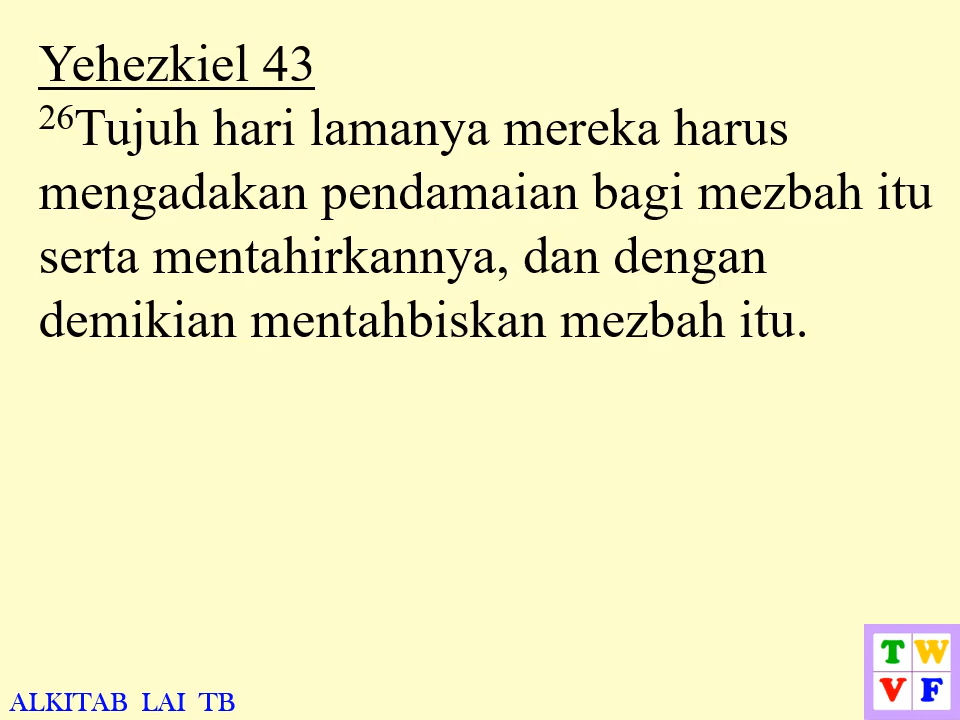 Yehezkiel 43
26Tujuh hari lamanya mereka harus
mengadakan pendamaian bagi mezbah itu
serta mentahirkannya, dan dengan
demikian mentahbiskan mezbah itu.
T W
V F
ALKITAB LAI TB